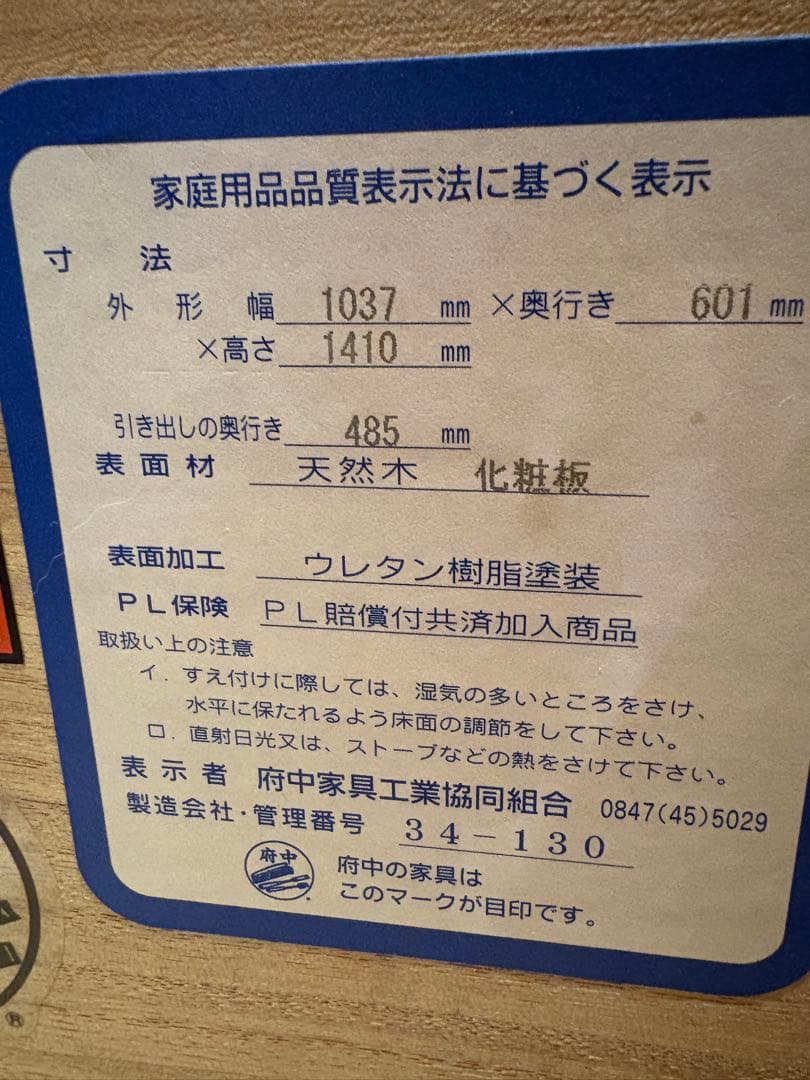 家庭用品品質表示法に基づく表示
寸 法
外 形 幅 1037 mm ×奥行き 601 mm
×高さ 1410 mm
引き出しの奥行き 485 mm
表面材 天然木 化粧板
表面加工 ウレタン樹脂塗装
PL保険 PL賠償付共済加入商品
取扱い上の注意
イ. すえ付けに際しては、湿気の多いところをさけ、
水平に保たれるよう床面の調節をして下さい。
ロ. 直射日光又は、ストーブなどの熱をさけて下さい。
表示者 府中家具工業協同組合 0847(45)5029
製造会社・管理番号 34-130
府中
府中の家具は
このマークが目印です。
®